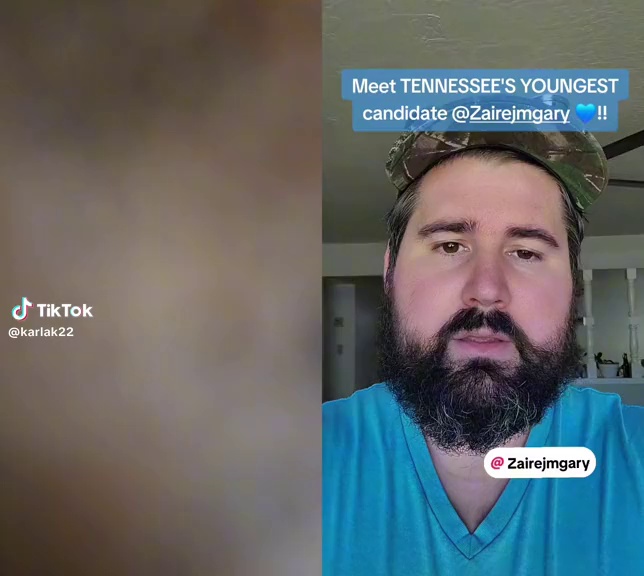 TikTok
@karlak22
Meet TENNESSEE'S YOUNGEST
candidate @Zairejmgary 💙!!
@ Zairejmgary